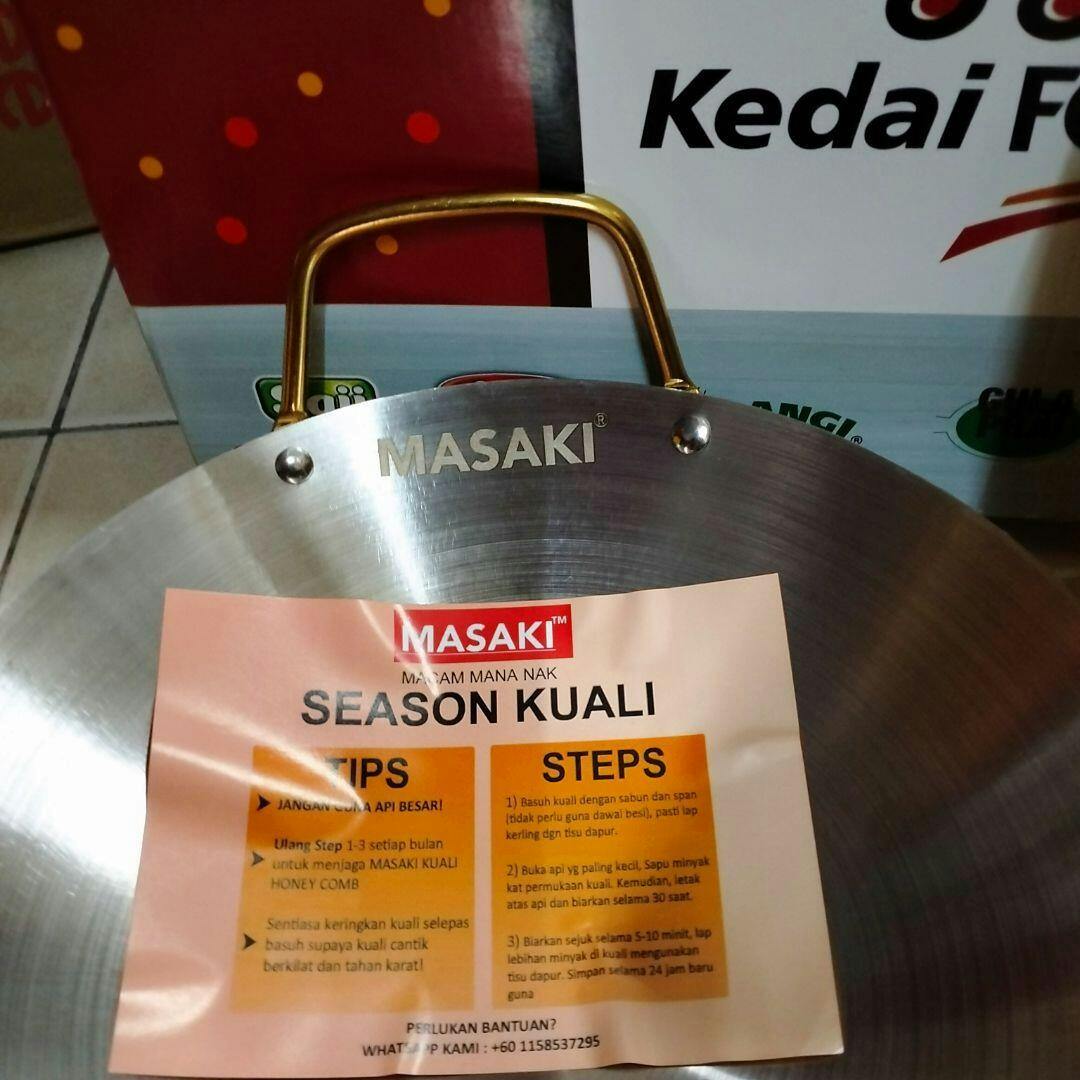 Kedai
MASAKI®
MASAKI™
MACAM MANA NAK
SEASON KUALI
TIPS
JANGAN GUNA API BESAR!
Ulang Step 1-3 setiap bulan
untuk menjaga MASAKI KUALI
HONEY COMB
Sentiasa keringkan kuali selepas
basuh supaya kuali cantik
berkilat dan tahan karat!
STEPS
1) Basuh kuali dengan sabun dan span
(tidak perlu guna dawai besi), pasti lap
kerling dgn tisu dapur.
2) Buka api yg paling kecil, Sapu minyak
kat permukaan kuali. Kemudian, letak
atas api dan biarkan selama 30 saat.
3) Biarkan sejuk selama 5-10 minit, lap
lebihan minyak di kuali mengunakan
tisu dapur. Simpan selama 24 jam baru
guna
PERLUKAN BANTUAN?
WHATSAPP KAMI : +60 1158537295